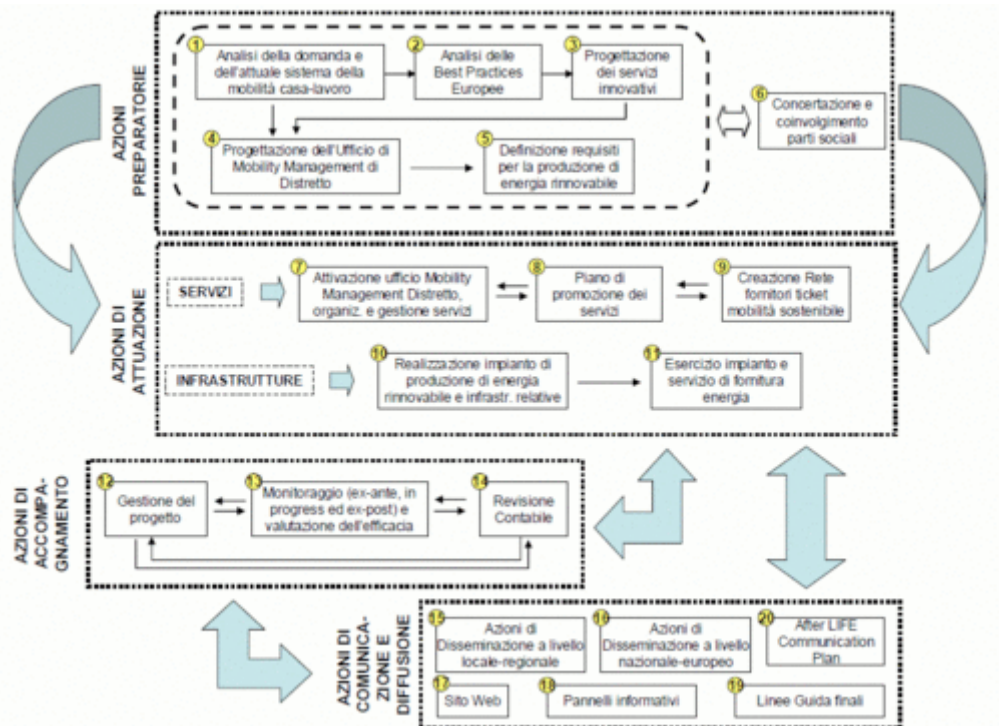 AZIONI
PREPARATORIE
1
Analisi della domanda e
dell'attuale sistema della
mobilità casa-lavoro
2
Analisi delle
Best Practices
Europee
3
Progettazione
dei servizi
innovativi
4
Progettazione dell'Ufficio di
Mobility Management di
Distretto
5
Definizione requisiti
per la produzione di
energia rinnovabile
6
Concertazione e
coinvolgimento
parti sociali
AZIONI DI
ATTUAZIONE
SERVIZI
7
Attivazione ufficio Mobility
Management Distretto,
organiz. e gestione servizi
8
Piano di
promozione dei
servizi
9
Creazione Rete
fornitori ticket
mobilità sostenibile
INFRASTRUTTURE
10
Realizzazione impianto di
produzione di energia
rinnovabile e infrastr. relative
11
Esercizio impianto e
servizio di fornitura
energia
AZIONI DI
ACCOMPA-
GNAMENTO
12
Gestione del
progetto
13
Monitoraggio (ex-ante, in
progress ed ex-post) e
valutazione dell'efficacia
14
Revisione
Contabile
AZIONI DI
COMUNICA-
ZIONE E
DIFFUSIONE
15
Azioni di
Disseminazione a livello
locale-regionale
16
Azioni di
Disseminazione a livello
nazionale-europeo
20
After LIFE
Communication
Plan
17
Sito Web
18
Pannelli informativi
19
Linee Guida finali